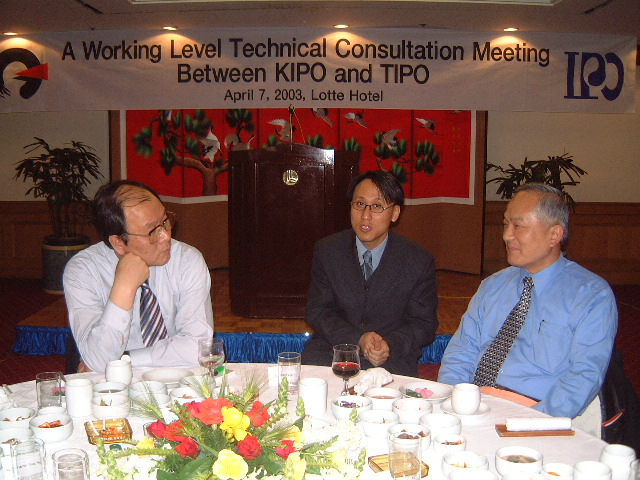 A Working Level Technical Consultation Meeting
Between KIPO and TIPO
April 7, 2003, Lotte Hotel
IPO